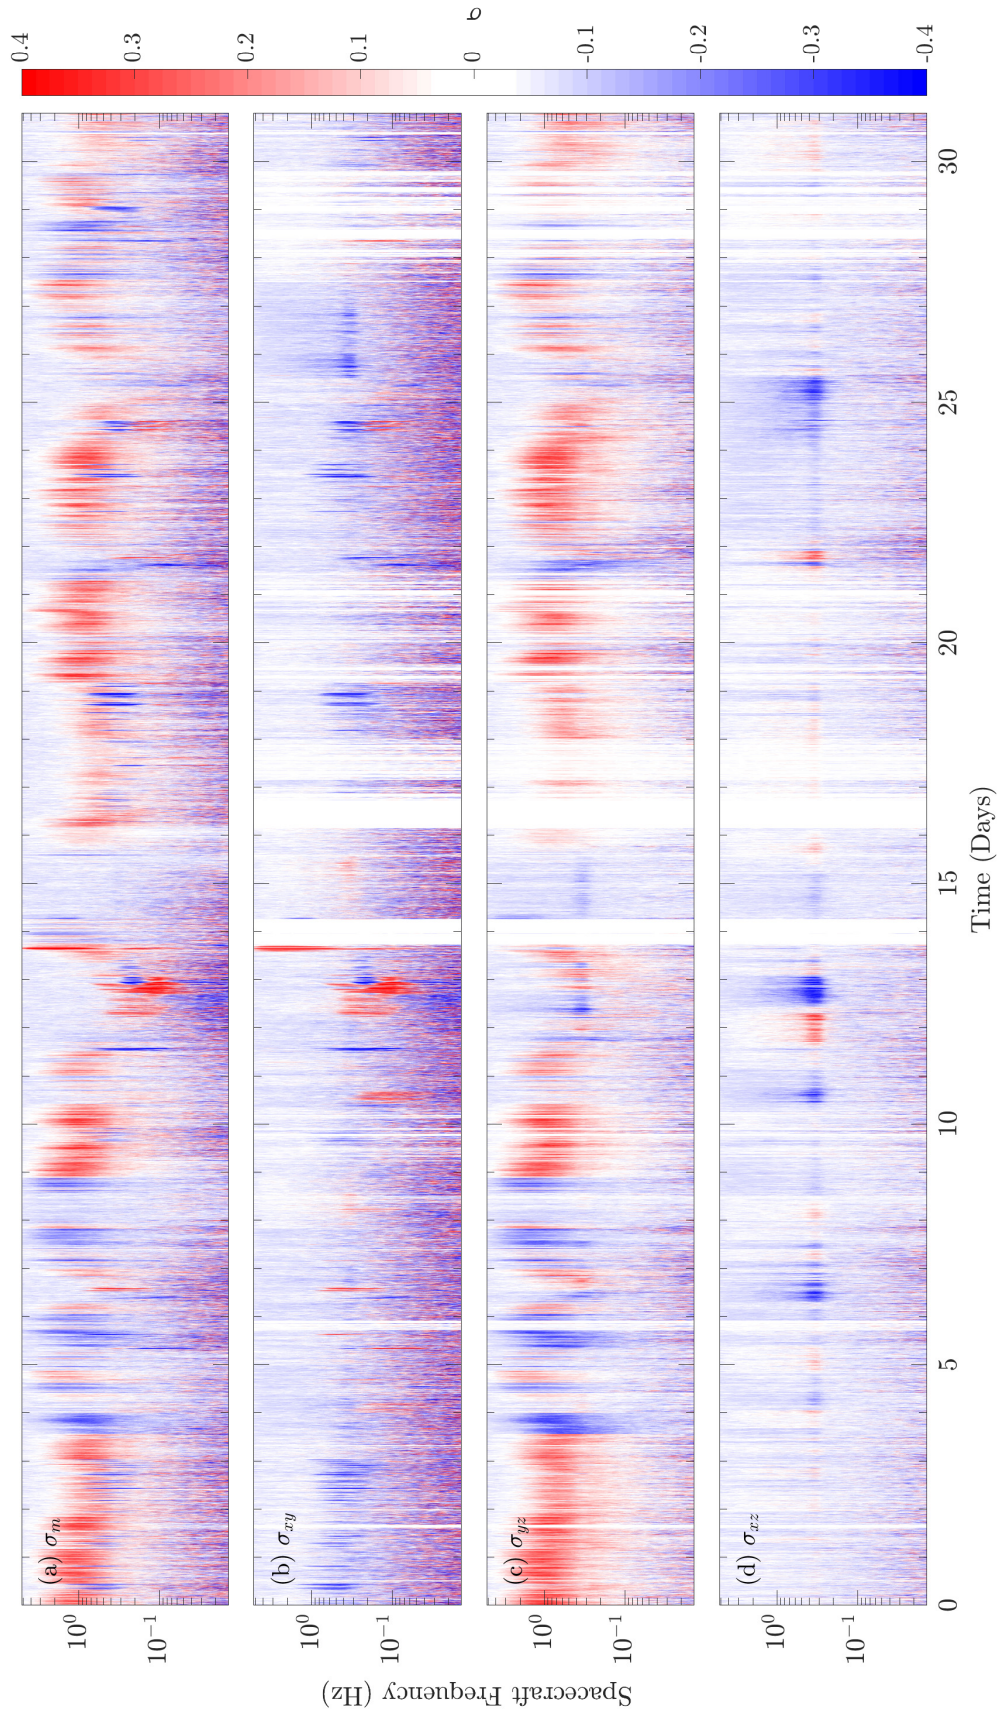 (a) σ_m
10^0
10^-1
(b) σ_xy
10^0
10^-1
(c) σ_yz
10^0
10^-1
(d) σ_xz
10^0
10^-1
Spacecraft Frequency (Hz)
0 5 10 15 20 25 30
Time (Days)
0.4
0.3
0.2
0.1
0
-0.1
-0.2
-0.3
-0.4
σ